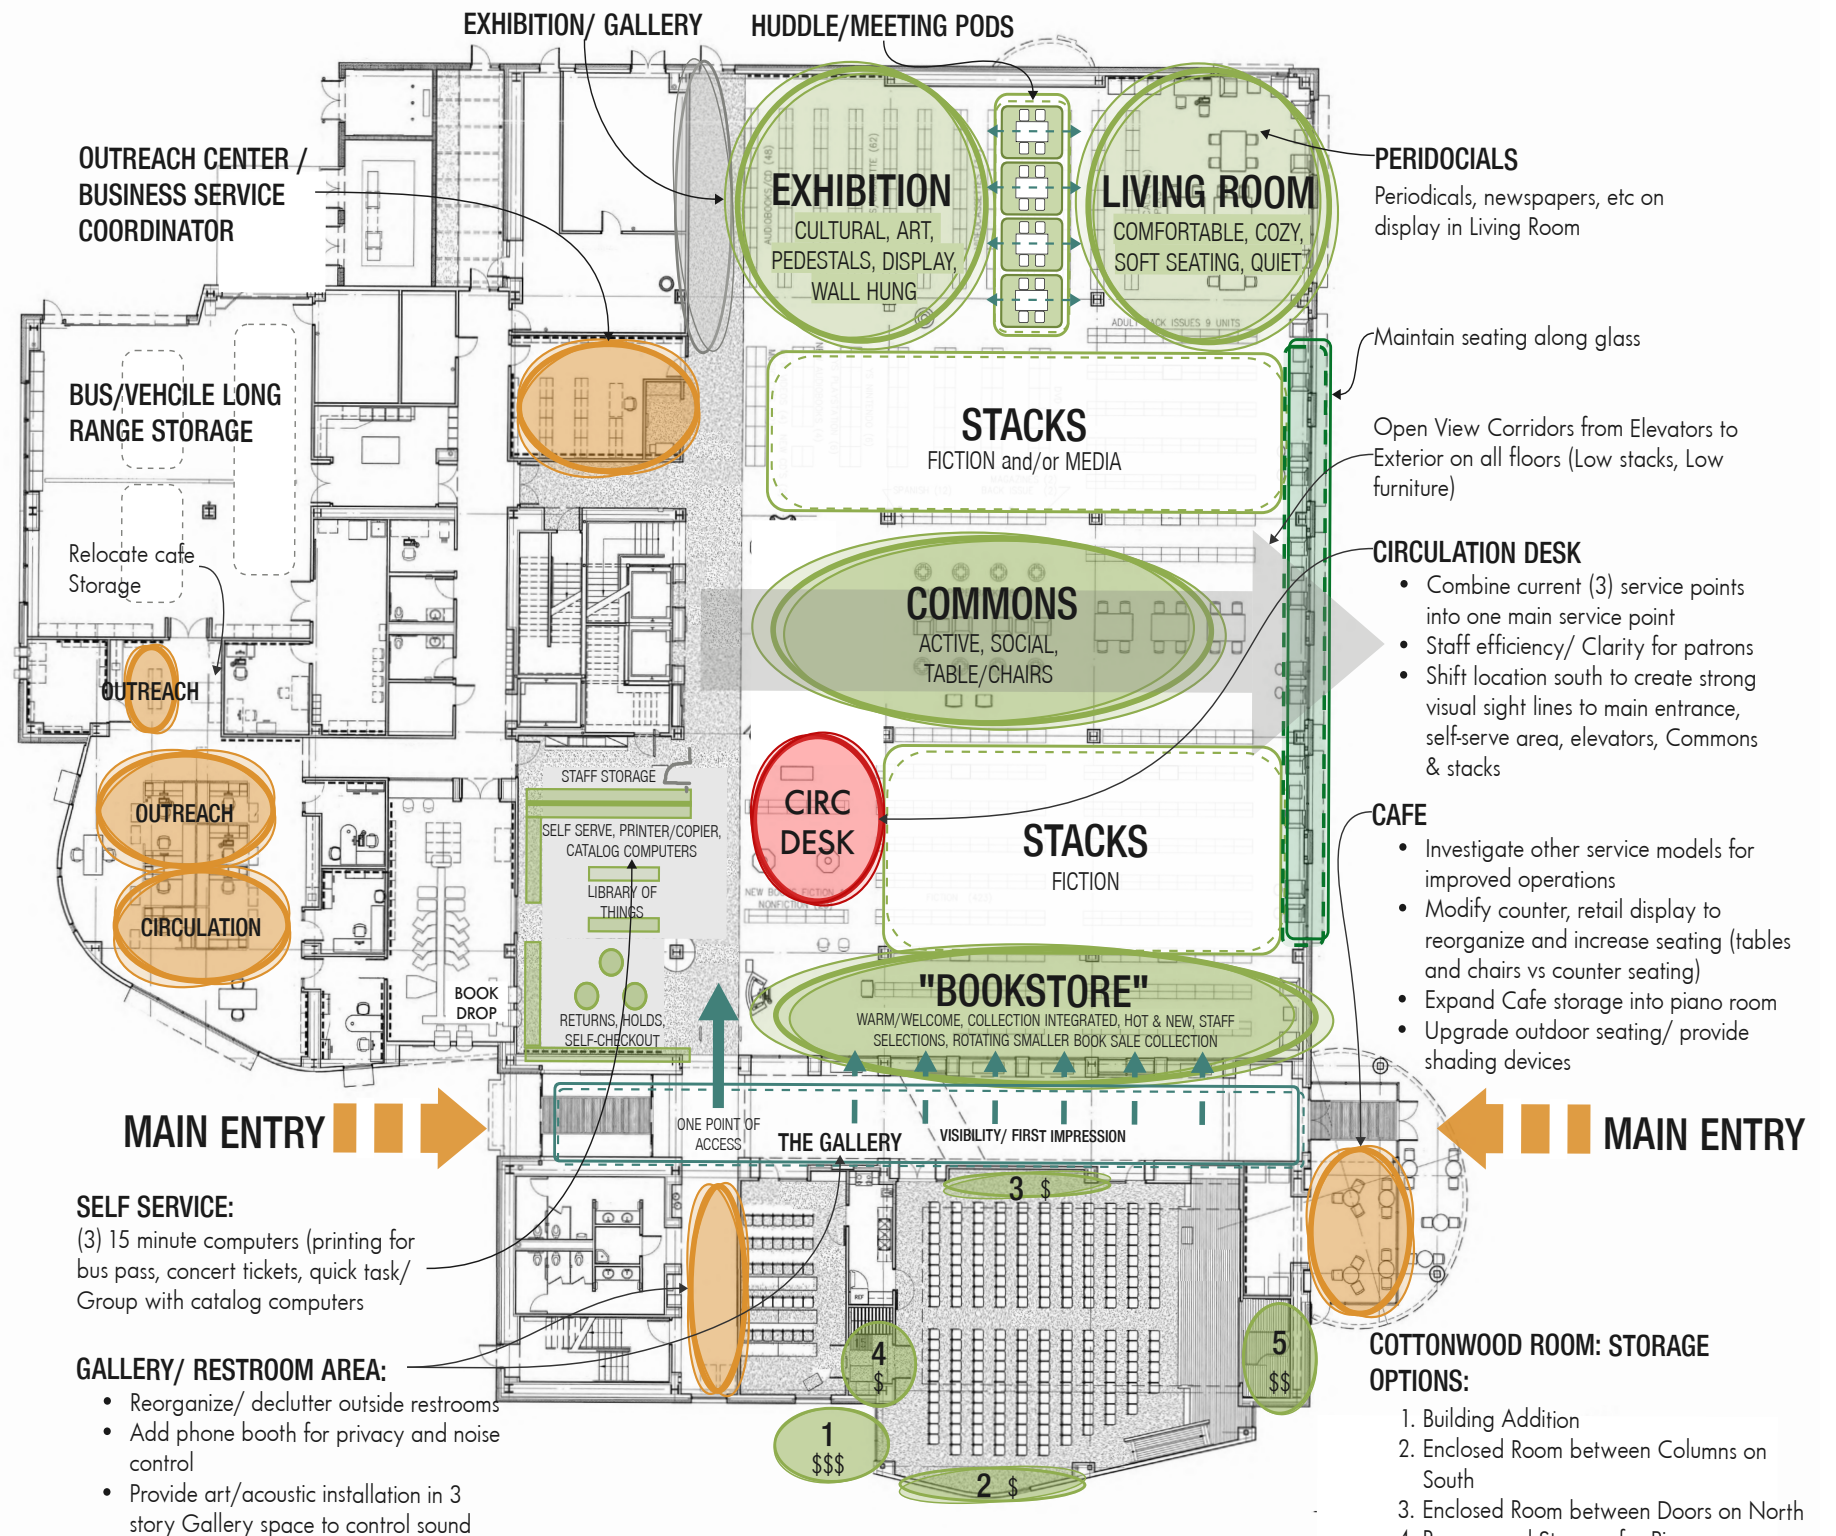 EXHIBITION/ GALLERY
HUDDLE/MEETING PODS
OUTREACH CENTER /
BUSINESS SERVICE
COORDINATOR
EXHIBITION
CULTURAL, ART,
PEDESTALS, DISPLAY,
WALL HUNG
LIVING ROOM
COMFORTABLE, COZY,
SOFT SEATING, QUIET
PERIDOCIALS
Periodicals, newspapers, etc on
display in Living Room
ADULT BACK ISSUES 9 UNITS
Maintain seating along glass
BUS/VEHCILE LONG
RANGE STORAGE
STACKS
FICTION and/or MEDIA
Open View Corridors from Elevators to
Exterior on all floors (Low stacks, Low
furniture)
Relocate cafe
Storage
COMMONS
ACTIVE, SOCIAL,
TABLE/CHAIRS
CIRCULATION DESK
• Combine current (3) service points
into one main service point
• Staff efficiency/ Clarity for patrons
• Shift location south to create strong
visual sight lines to main entrance,
self-serve area, elevators, Commons
& stacks
OUTREACH
OUTREACH
CIRCULATION
STAFF STORAGE
SELF SERVE, PRINTER/COPIER,
CATALOG COMPUTERS
LIBRARY OF
THINGS
CIRC
DESK
NEW BOOKS FICTION
NONFICTION
STACKS
FICTION
CAFE
• Investigate other service models for
improved operations
• Modify counter, retail display to
reorganize and increase seating (tables
and chairs vs counter seating)
• Expand Cafe storage into piano room
• Upgrade outdoor seating/ provide
shading devices
BOOK
DROP
RETURNS, HOLDS,
SELF-CHECKOUT
"BOOKSTORE"
WARM/WELCOME, COLLECTION INTEGRATED, HOT & NEW, STAFF
SELECTIONS, ROTATING SMALLER BOOK SALE COLLECTION
MAIN ENTRY
ONE POINT OF
ACCESS
THE GALLERY
VISIBILITY/ FIRST IMPRESSION
MAIN ENTRY
SELF SERVICE:
(3) 15 minute computers (printing for
bus pass, concert tickets, quick task/
Group with catalog computers
3 $
REF
4
$
5
$$
1
$$$
2 $
GALLERY/ RESTROOM AREA:
• Reorganize/ declutter outside restrooms
• Add phone booth for privacy and noise
control
• Provide art/acoustic installation in 3
story Gallery space to control sound
COTTONWOOD ROOM: STORAGE
OPTIONS:
1. Building Addition
2. Enclosed Room between Columns on
South
3. Enclosed Room between Doors on North